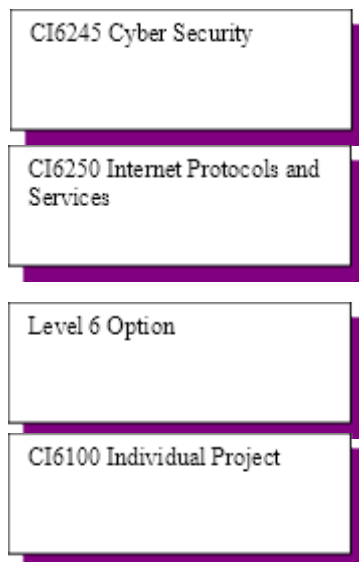 CI6245 Cyber Security
CI6250 Internet Protocols and
Services
Level 6 Option
CI6100 Individual Project